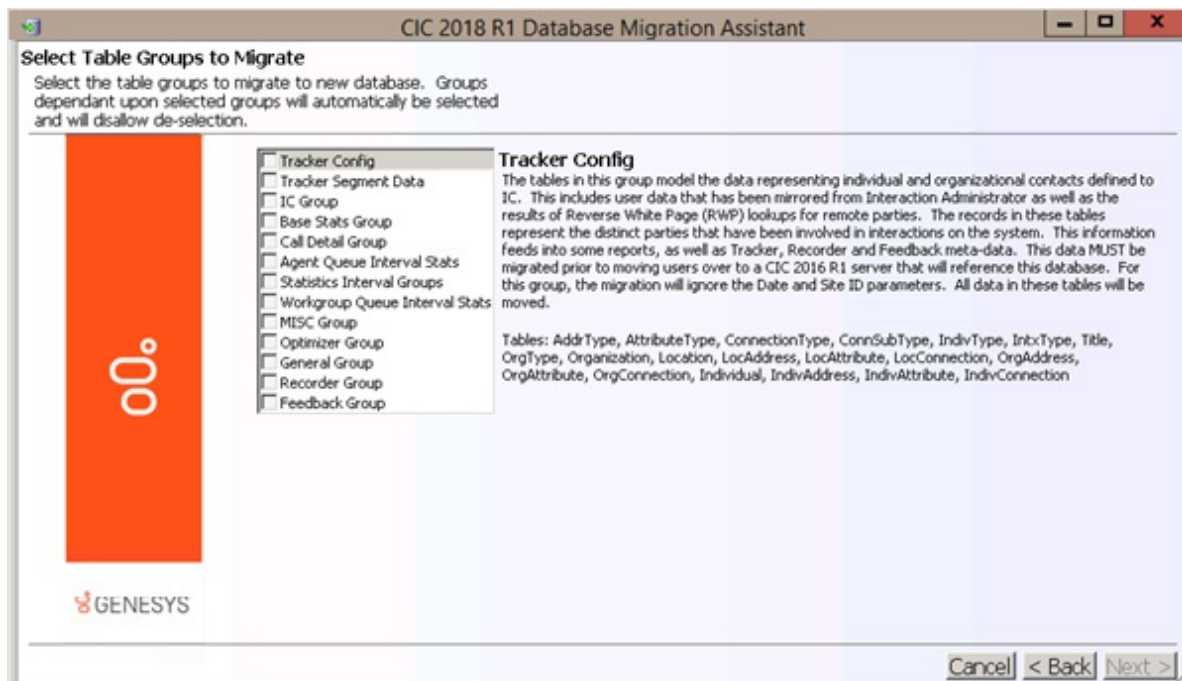 CIC 2018 R1 Database Migration Assistant
Select Table Groups to Migrate
Select the table groups to migrate to new database. Groups
dependant upon selected groups will automatically be selected
and will disallow de-selection.
Tracker Config
Tracker Segment Data
IC Group
Base Stats Group
Call Detail Group
Agent Queue Interval Stats
Statistics Interval Groups
Workgroup Queue Interval Stats
MISC Group
Optimizer Group
General Group
Recorder Group
Feedback Group
Tracker Config
The tables in this group model the data representing individual and organizational contacts defined to
IC. This includes user data that has been mirrored from Interaction Administrator as well as the
results of Reverse White Page (RWP) lookups for remote parties. The records in these tables
represent the distinct parties that have been involved in interactions on the system. This information
feeds into some reports, as well as Tracker, Recorder and Feedback meta-data. This data MUST be
migrated prior to moving users over to a CIC 2016 R1 server that will reference this database. For
this group, the migration will ignore the Date and Site ID parameters. All data in these tables will be
moved.
Tables: AddrType, AttributeType, ConnectionType, ConnSubType, IndivType, IntxType, Title,
OrgType, Organization, Location, LocAddress, LocAttribute, LocConnection, OrgAddress,
OrgAttribute, OrgConnection, Individual, IndivAddress, IndivAttribute, IndivConnection
GENESYS
Cancel < Back Next >